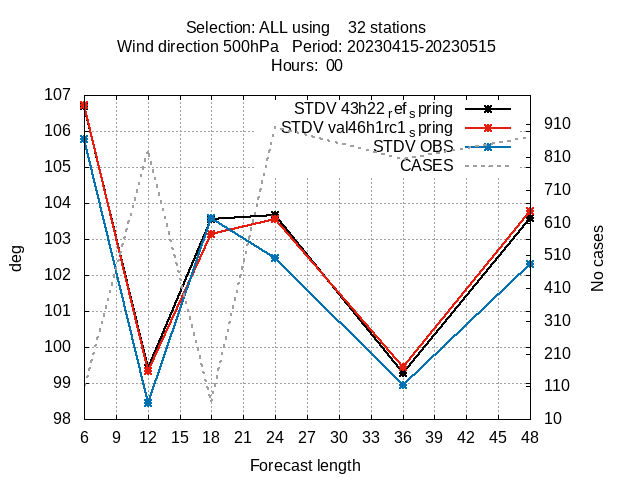 Selection: ALL using 32 stations
Wind direction 500hPa Period: 20230415-20230515
Hours: 00
STDV 43h22_ref_spring
STDV val46h1rc1_spring
STDV OBS
CASES
deg
107
106
105
104
103
102
101
100
99
98
910
810
710
610
510
410
310
210
110
10
No cases
6 9 12 15 18 21 24 27 30 33 36 39 42 45 48
Forecast length